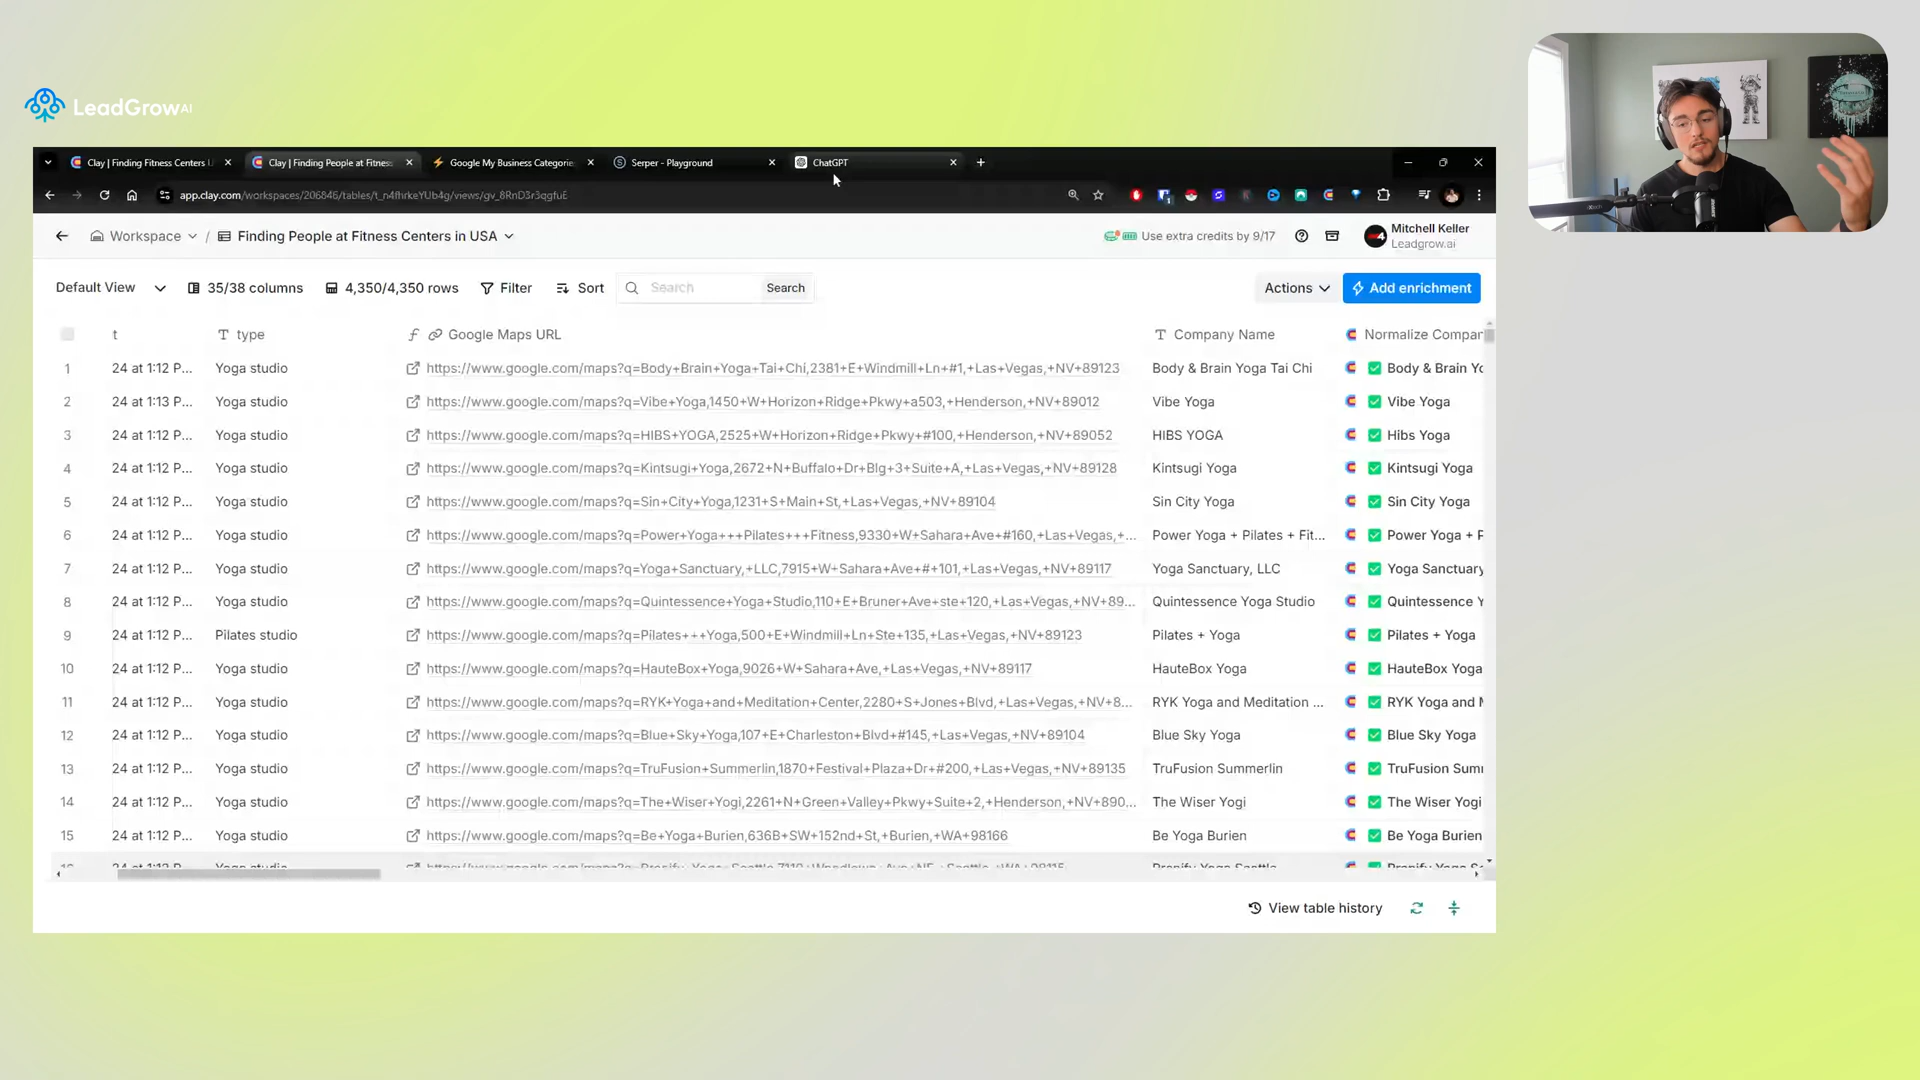 LeadGrow AI
Clay | Finding Fitness Centers U
Clay | Finding People at Fitness
Google My Business Categories
Serper - Playground
ChatGPT
app.clay.com/workspaces/206846/tables/t_n4fhrkeYUb4g/views/gv_8RnD3r3qgfuE
Workspace / Finding People at Fitness Centers in USA
Use extra credits by 9/17
Mitchell Keller
Leadgrow.ai
Default View 35/38 columns 4,350/4,350 rows Filter Sort Search Search Actions Add enrichment
t type Google Maps URL Company Name Normalize Compan
1 24 at 1:12 P... Yoga studio https://www.google.com/maps?q=Body+Brain+Yoga+Tai+Chi,2381+E+Windmill+Ln+#1,+Las+Vegas,+NV+89123 Body & Brain Yoga Tai Chi Body & Brain Yo
2 24 at 1:13 P... Yoga studio https://www.google.com/maps?q=Vibe+Yoga,1450+W+Horizon+Ridge+Pkwy+a503,+Henderson,+NV+89012 Vibe Yoga Vibe Yoga
3 24 at 1:12 P... Yoga studio https://www.google.com/maps?q=HIBS+YOGA,2525+W+Horizon+Ridge+Pkwy+#100,+Henderson,+NV+89052 HIBS YOGA Hibs Yoga
4 24 at 1:12 P... Yoga studio https://www.google.com/maps?q=Kintsugi+Yoga,2672+N+Buffalo+Dr+Blg+3+Suite+A,+Las+Vegas,+NV+89128 Kintsugi Yoga Kintsugi Yoga
5 24 at 1:12 P... Yoga studio https://www.google.com/maps?q=Sin+City+Yoga,1231+S+Main+St,+Las+Vegas,+NV+89104 Sin City Yoga Sin City Yoga
6 24 at 1:12 P... Yoga studio https://www.google.com/maps?q=Power+Yoga+++Pilates+++Fitness,9330+W+Sahara+Ave+#160,+Las+Vegas,+... Power Yoga + Pilates + Fit... Power Yoga + P
7 24 at 1:12 P... Yoga studio https://www.google.com/maps?q=Yoga+Sanctuary,+LLC,7915+W+Sahara+Ave+#+101,+Las+Vegas,+NV+89117 Yoga Sanctuary, LLC Yoga Sanctuary
8 24 at 1:12 P... Yoga studio https://www.google.com/maps?q=Quintessence+Yoga+Studio,110+E+Bruner+Ave+ste+120,+Las+Vegas,+NV+89... Quintessence Yoga Studio Quintessence Y
9 24 at 1:12 P... Pilates studio https://www.google.com/maps?q=Pilates+++Yoga,500+E+Windmill+Ln+Ste+135,+Las+Vegas,+NV+89123 Pilates + Yoga Pilates + Yoga
10 24 at 1:12 P... Yoga studio https://www.google.com/maps?q=HauteBox+Yoga,9026+W+Sahara+Ave,+Las+Vegas,+NV+89117 HauteBox Yoga HauteBox Yoga
11 24 at 1:12 P... Yoga studio https://www.google.com/maps?q=RYK+Yoga+and+Meditation+Center,2280+S+Jones+Blvd,+Las+Vegas,+NV+8... RYK Yoga and Meditation ... RYK Yoga and M
12 24 at 1:12 P... Yoga studio https://www.google.com/maps?q=Blue+Sky+Yoga,107+E+Charleston+Blvd+#145,+Las+Vegas,+NV+89104 Blue Sky Yoga Blue Sky Yoga
13 24 at 1:12 P... Yoga studio https://www.google.com/maps?q=TruFusion+Summerlin,1870+Festival+Plaza+Dr+#200,+Las+Vegas,+NV+89135 TruFusion Summerlin TruFusion Sum
14 24 at 1:12 P... Yoga studio https://www.google.com/maps?q=The+Wiser+Yogi,2261+N+Green+Valley+Pkwy+Suite+2,+Henderson,+NV+890... The Wiser Yogi The Wiser Yogi
15 24 at 1:12 P... Yoga studio https://www.google.com/maps?q=Be+Yoga+Burien,636B+SW+152nd+St,+Burien,+WA+98166 Be Yoga Burien Be Yoga Burien
View table history